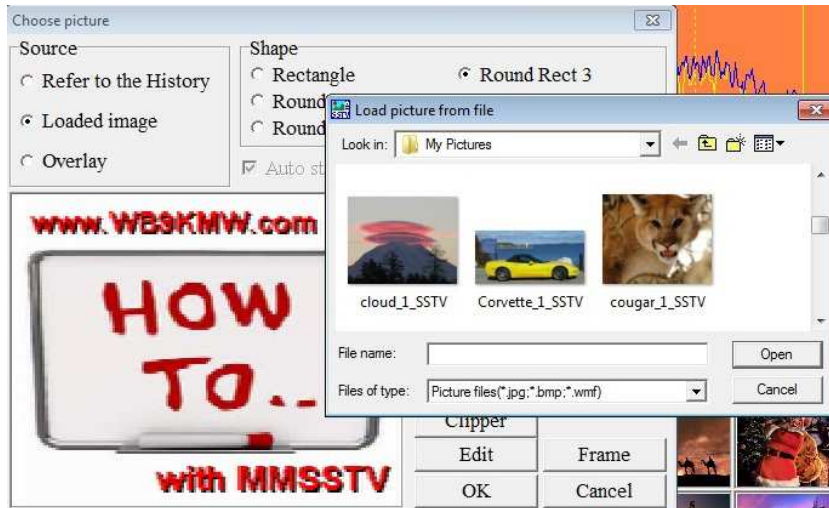 Choose picture
Source
Refer to the History
Loaded image
Overlay
Shape
Rectangle
Round Rect 3
Round
Round
Auto st
Load picture from file
Look in:
My Pictures
cloud_1_SSTV
Corvette_1_SSTV
cougar_1_SSTV
File name:
Open
Files of type:
Picture files(*.jpg;*.bmp;*.wmf)
Cancel
www.WB9KMW.com
HOW
TO..
with MMSSTV
Clipper
Edit
Frame
OK
Cancel